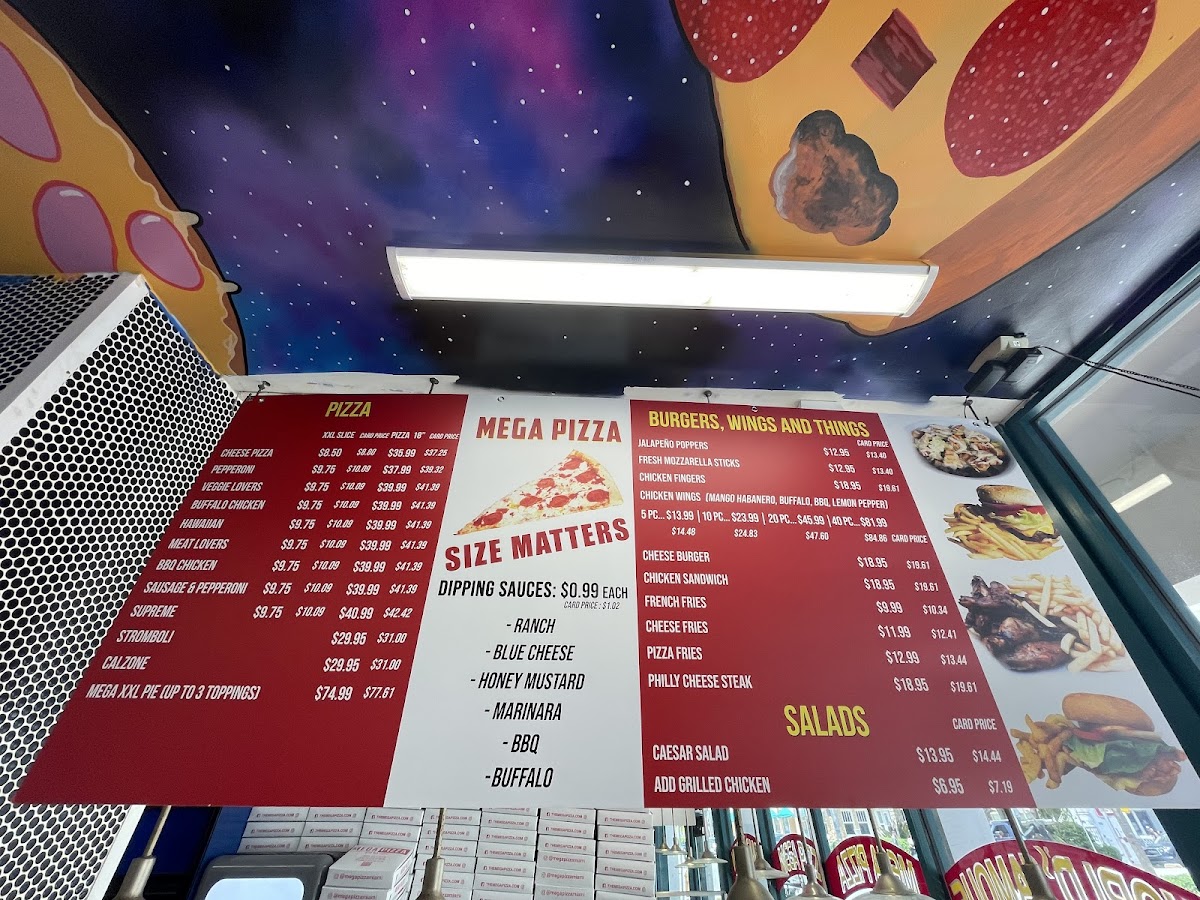 PIZZA
XXL SLICE CARD PRICE PIZZA 16" CARD PRICE
CHEESE PIZZA $8.50 $8.80 $35.99 $37.25
PEPPERONI $9.75 $10.09 $37.99 $39.32
VEGGIE LOVERS $9.75 $10.09 $39.99 $41.39
BUFFALO CHICKEN $9.75 $10.09 $39.99 $41.39
HAWAIIAN $9.75 $10.09 $39.99 $41.39
MEAT LOVERS $9.75 $10.09 $39.99 $41.39
BBQ CHICKEN $9.75 $10.09 $39.99 $41.39
SAUSAGE & PEPPERONI $9.75 $10.09 $39.99 $41.39
SUPREME $9.75 $10.09 $40.99 $42.42
STROMBOLI $29.95 $31.00
CALZONE $29.95 $31.00
MEGA XXL PIE (UP TO 3 TOPPINGS) $74.99 $77.61
MEGA PIZZA
SIZE MATTERS
DIPPING SAUCES: $0.99 EACH
CARD PRICE: $1.02
- RANCH
- BLUE CHEESE
- HONEY MUSTARD
- MARINARA
- BBQ
-BUFFALO
BURGERS, WINGS AND THINGS
CARD PRICE
JALAPEÑO POPPERS $12.95 $13.40
FRESH MOZZARELLA STICKS $12.95 $13.40
CHICKEN FINGERS $18.95 $19.61
CHICKEN WINGS (MANGO HABANERO, BUFFALO, BBQ, LEMON PEPPER)
5 PC... $13.99 | 10 PC... $23.99 | 20 PC... $45.99 | 40 PC... $81.99
$14.48 $24.83 $47.60 $84.86 CARD PRICE
CHEESE BURGER $18.95 $19.61
CHICKEN SANDWICH $18.95 $19.61
FRENCH FRIES $9.99 $10.34
CHEESE FRIES $11.99 $12.41
PIZZA FRIES $12.99 $13.44
PHILLY CHEESE STEAK $18.95 $19.61
SALADS
CARD PRICE
CAESAR SALAD $13.95 $14.44
ADD GRILLED CHICKEN $6.95 $7.19
MEGA PIZZA